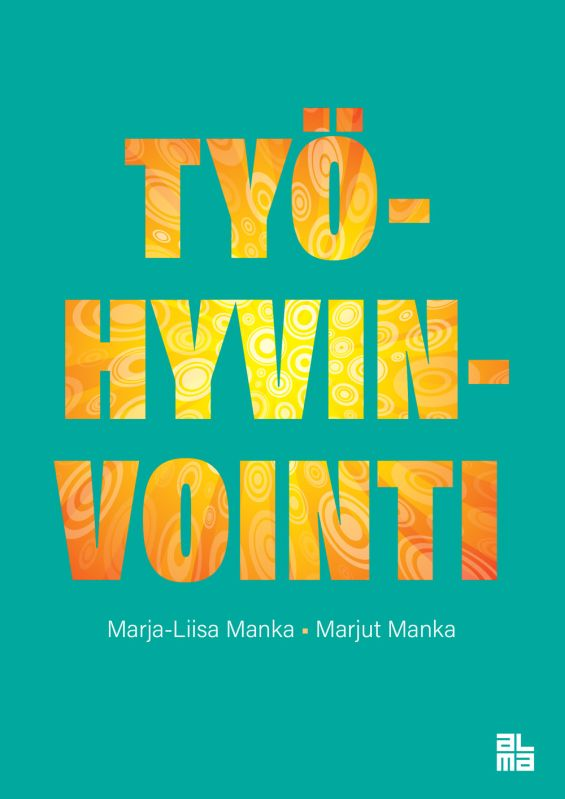 TYÖ-
HYVIN-
VOINTI
Marja-Liisa Manka ▪ Marjut Manka
aL
ma